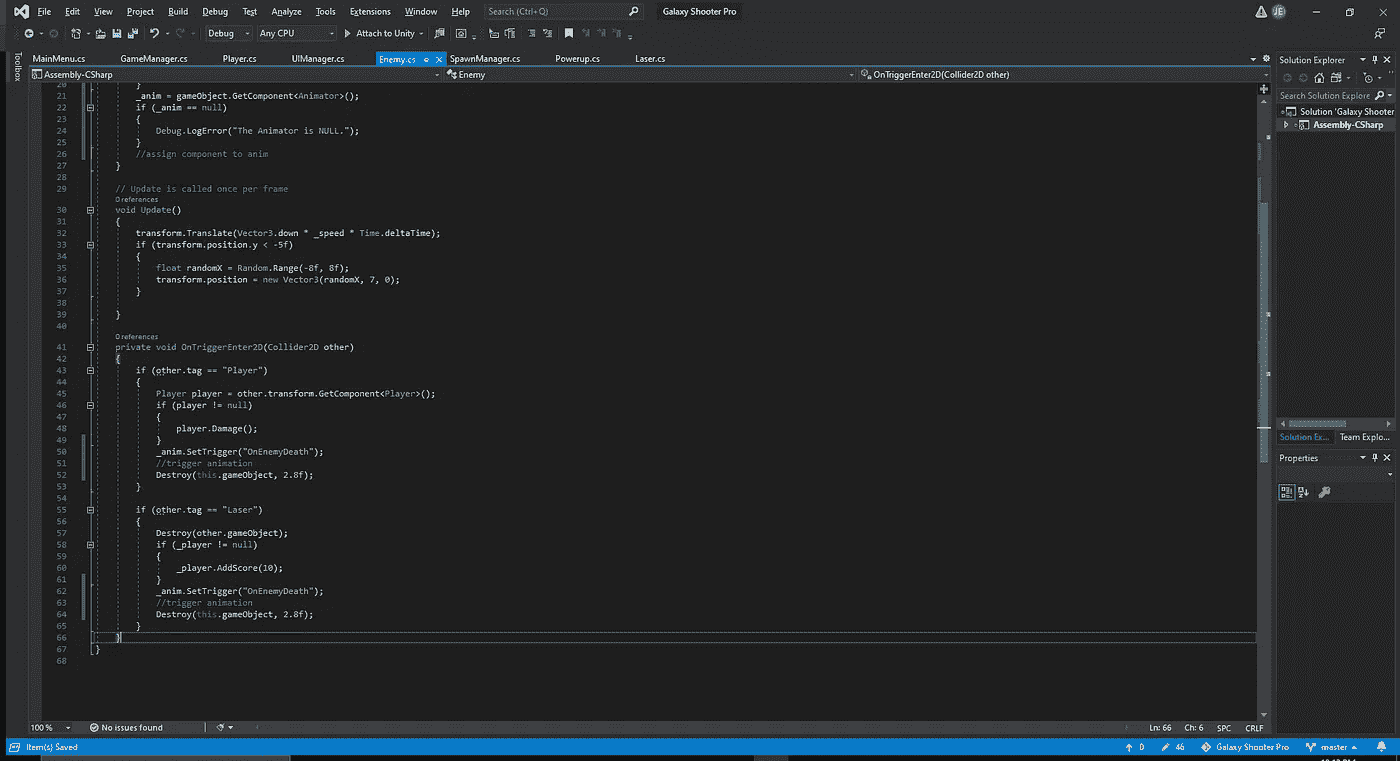 File Edit View Project Build Debug Test Analyze Tools Extensions Window Help Search (Ctrl+Q) Galaxy Shooter Pro JE
Debug Any CPU Attach to Unity
Toolbox
MainMenu.cs GameManager.cs Player.cs UIManager.cs Enemy.cs SpawnManager.cs Powerup.cs Laser.cs
Assembly-CSharp Enemy OnTriggerEnter2D(Collider2D other)
20 }
21 _anim = gameObject.GetComponent<Animator>();
22 if (_anim == null)
23 {
24 Debug.LogError("The Animator is NULL.");
25 }
26 //assign component to anim
27 }
28
29 // Update is called once per frame
0 references
30 void Update()
31 {
32 transform.Translate(Vector3.down * _speed * Time.deltaTime);
33 if (transform.position.y < -5f)
34 {
35 float randomX = Random.Range(-8f, 8f);
36 transform.position = new Vector3(randomX, 7, 0);
37 }
38
39 }
40
0 references
41 private void OnTriggerEnter2D(Collider2D other)
42 {
43 if (other.tag == "Player")
44 {
45 Player player = other.transform.GetComponent<Player>();
46 if (player != null)
47 {
48 player.Damage();
49 }
50 _anim.SetTrigger("OnEnemyDeath");
51 //trigger animation
52 Destroy(this.gameObject, 2.8f);
53 }
54
55 if (other.tag == "Laser")
56 {
57 Destroy(other.gameObject);
58 if (_player != null)
59 {
60 _player.AddScore(10);
61 }
62 _anim.SetTrigger("OnEnemyDeath");
63 //trigger animation
64 Destroy(this.gameObject, 2.8f);
65 }
66 }
67 }
68
Solution Explorer
Search Solution Explore
Solution 'Galaxy Shooter
Assembly-CSharp
Solution Ex... Team Explo...
Properties
100 % No issues found Ln: 66 Ch: 6 SPC CRLF
Item(s) Saved 0 46 Galaxy Shooter Pro master